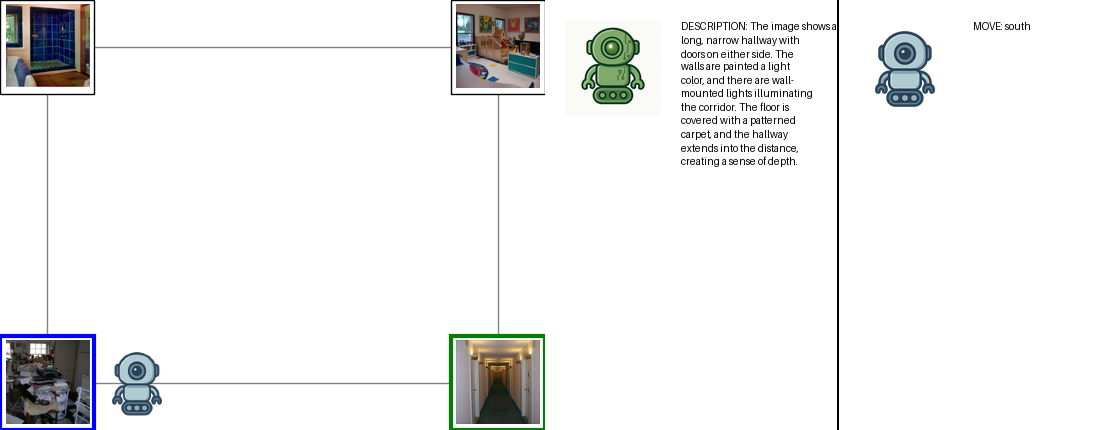 DESCRIPTION: The image shows a
long, narrow hallway with
doors on either side. The
walls are painted a light
color, and there are wall-
mounted lights illuminating
the corridor. The floor is
covered with a patterned
carpet, and the hallway
extends into the distance,
creating a sense of depth.
MOVE: south